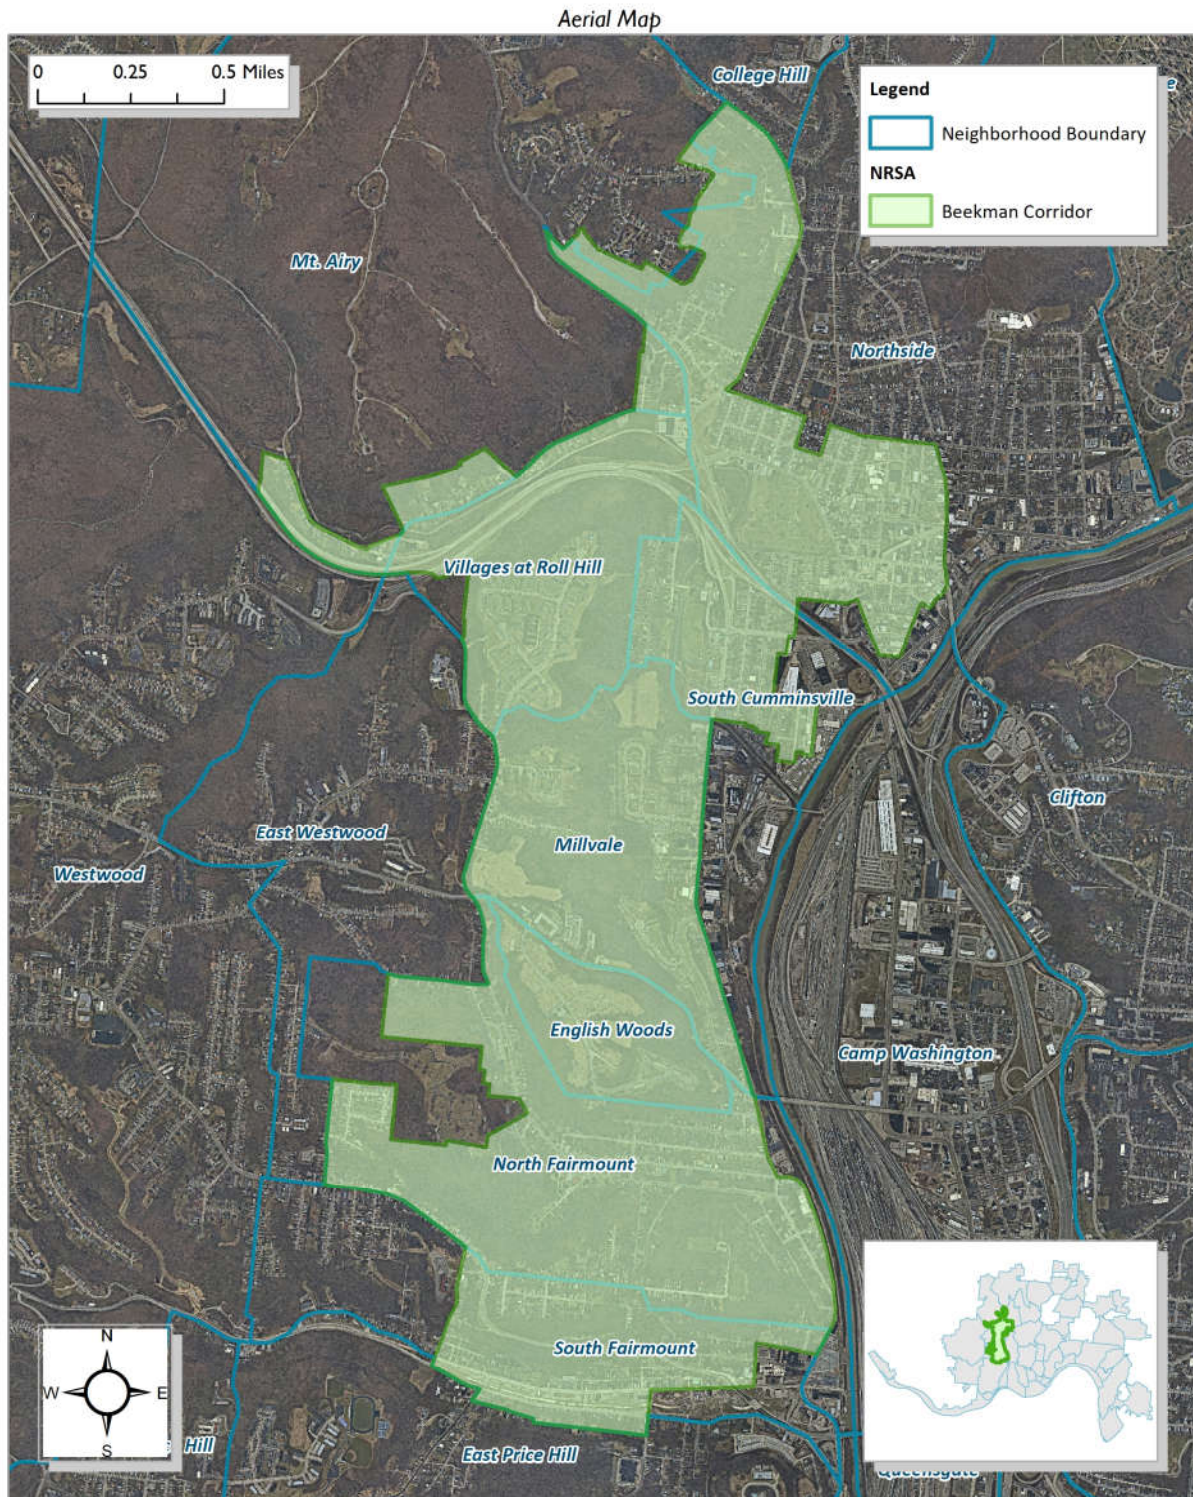 Aerial Map
0 0.25 0.5 Miles
College Hill
Legend
Neighborhood Boundary
NRSA
Beekman Corridor
Mt. Airy
Northside
Villages at Roll Hill
South Cumminsville
Clifton
East Westwood
Westwood
Millvale
English Woods
Camp Washington
North Fairmount
South Fairmount
N
W E
S
Hill
East Price Hill
Queensgate